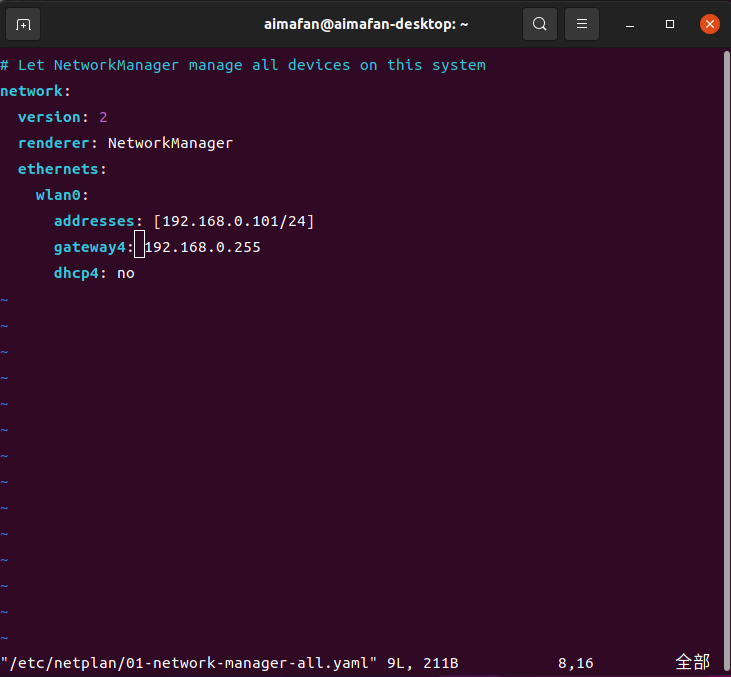 aimafan@aimafan-desktop: ~
# Let NetworkManager manage all devices on this system
network:
  version: 2
  renderer: NetworkManager
  ethernets:
    wlan0:
      addresses: [192.168.0.101/24]
      gateway4: 192.168.0.255
      dhcp4: no
~
~
~
~
~
~
~
~
~
~
~
~
~
~
"/etc/netplan/01-network-manager-all.yaml" 9L, 211B 8,16 全部